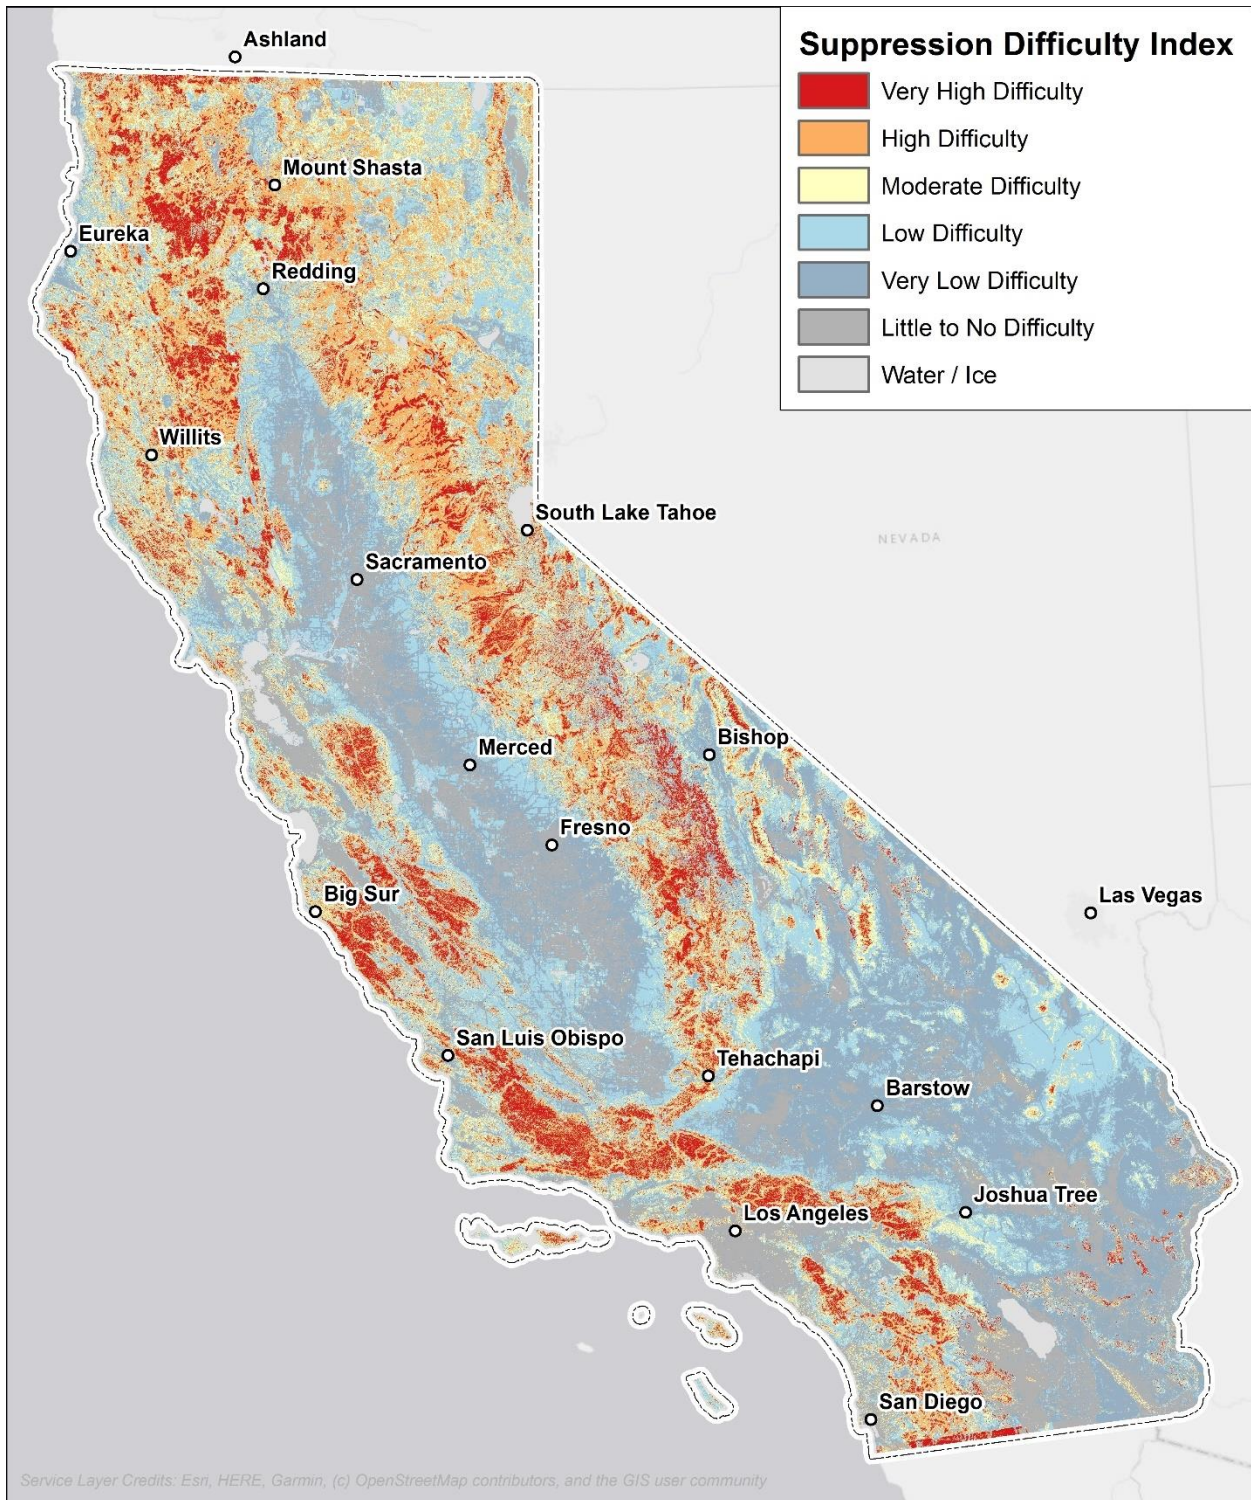 Suppression Difficulty Index
Very High Difficulty
High Difficulty
Moderate Difficulty
Low Difficulty
Very Low Difficulty
Little to No Difficulty
Water / Ice
Ashland
Mount Shasta
Eureka
Redding
Willits
South Lake Tahoe
NEVADA
Sacramento
Bishop
Merced
Fresno
Big Sur
Las Vegas
San Luis Obispo
Tehachapi
Barstow
Joshua Tree
Los Angeles
San Diego
Service Layer Credits: Esri, HERE, Garmin, (c) OpenStreetMap contributors, and the GIS user community